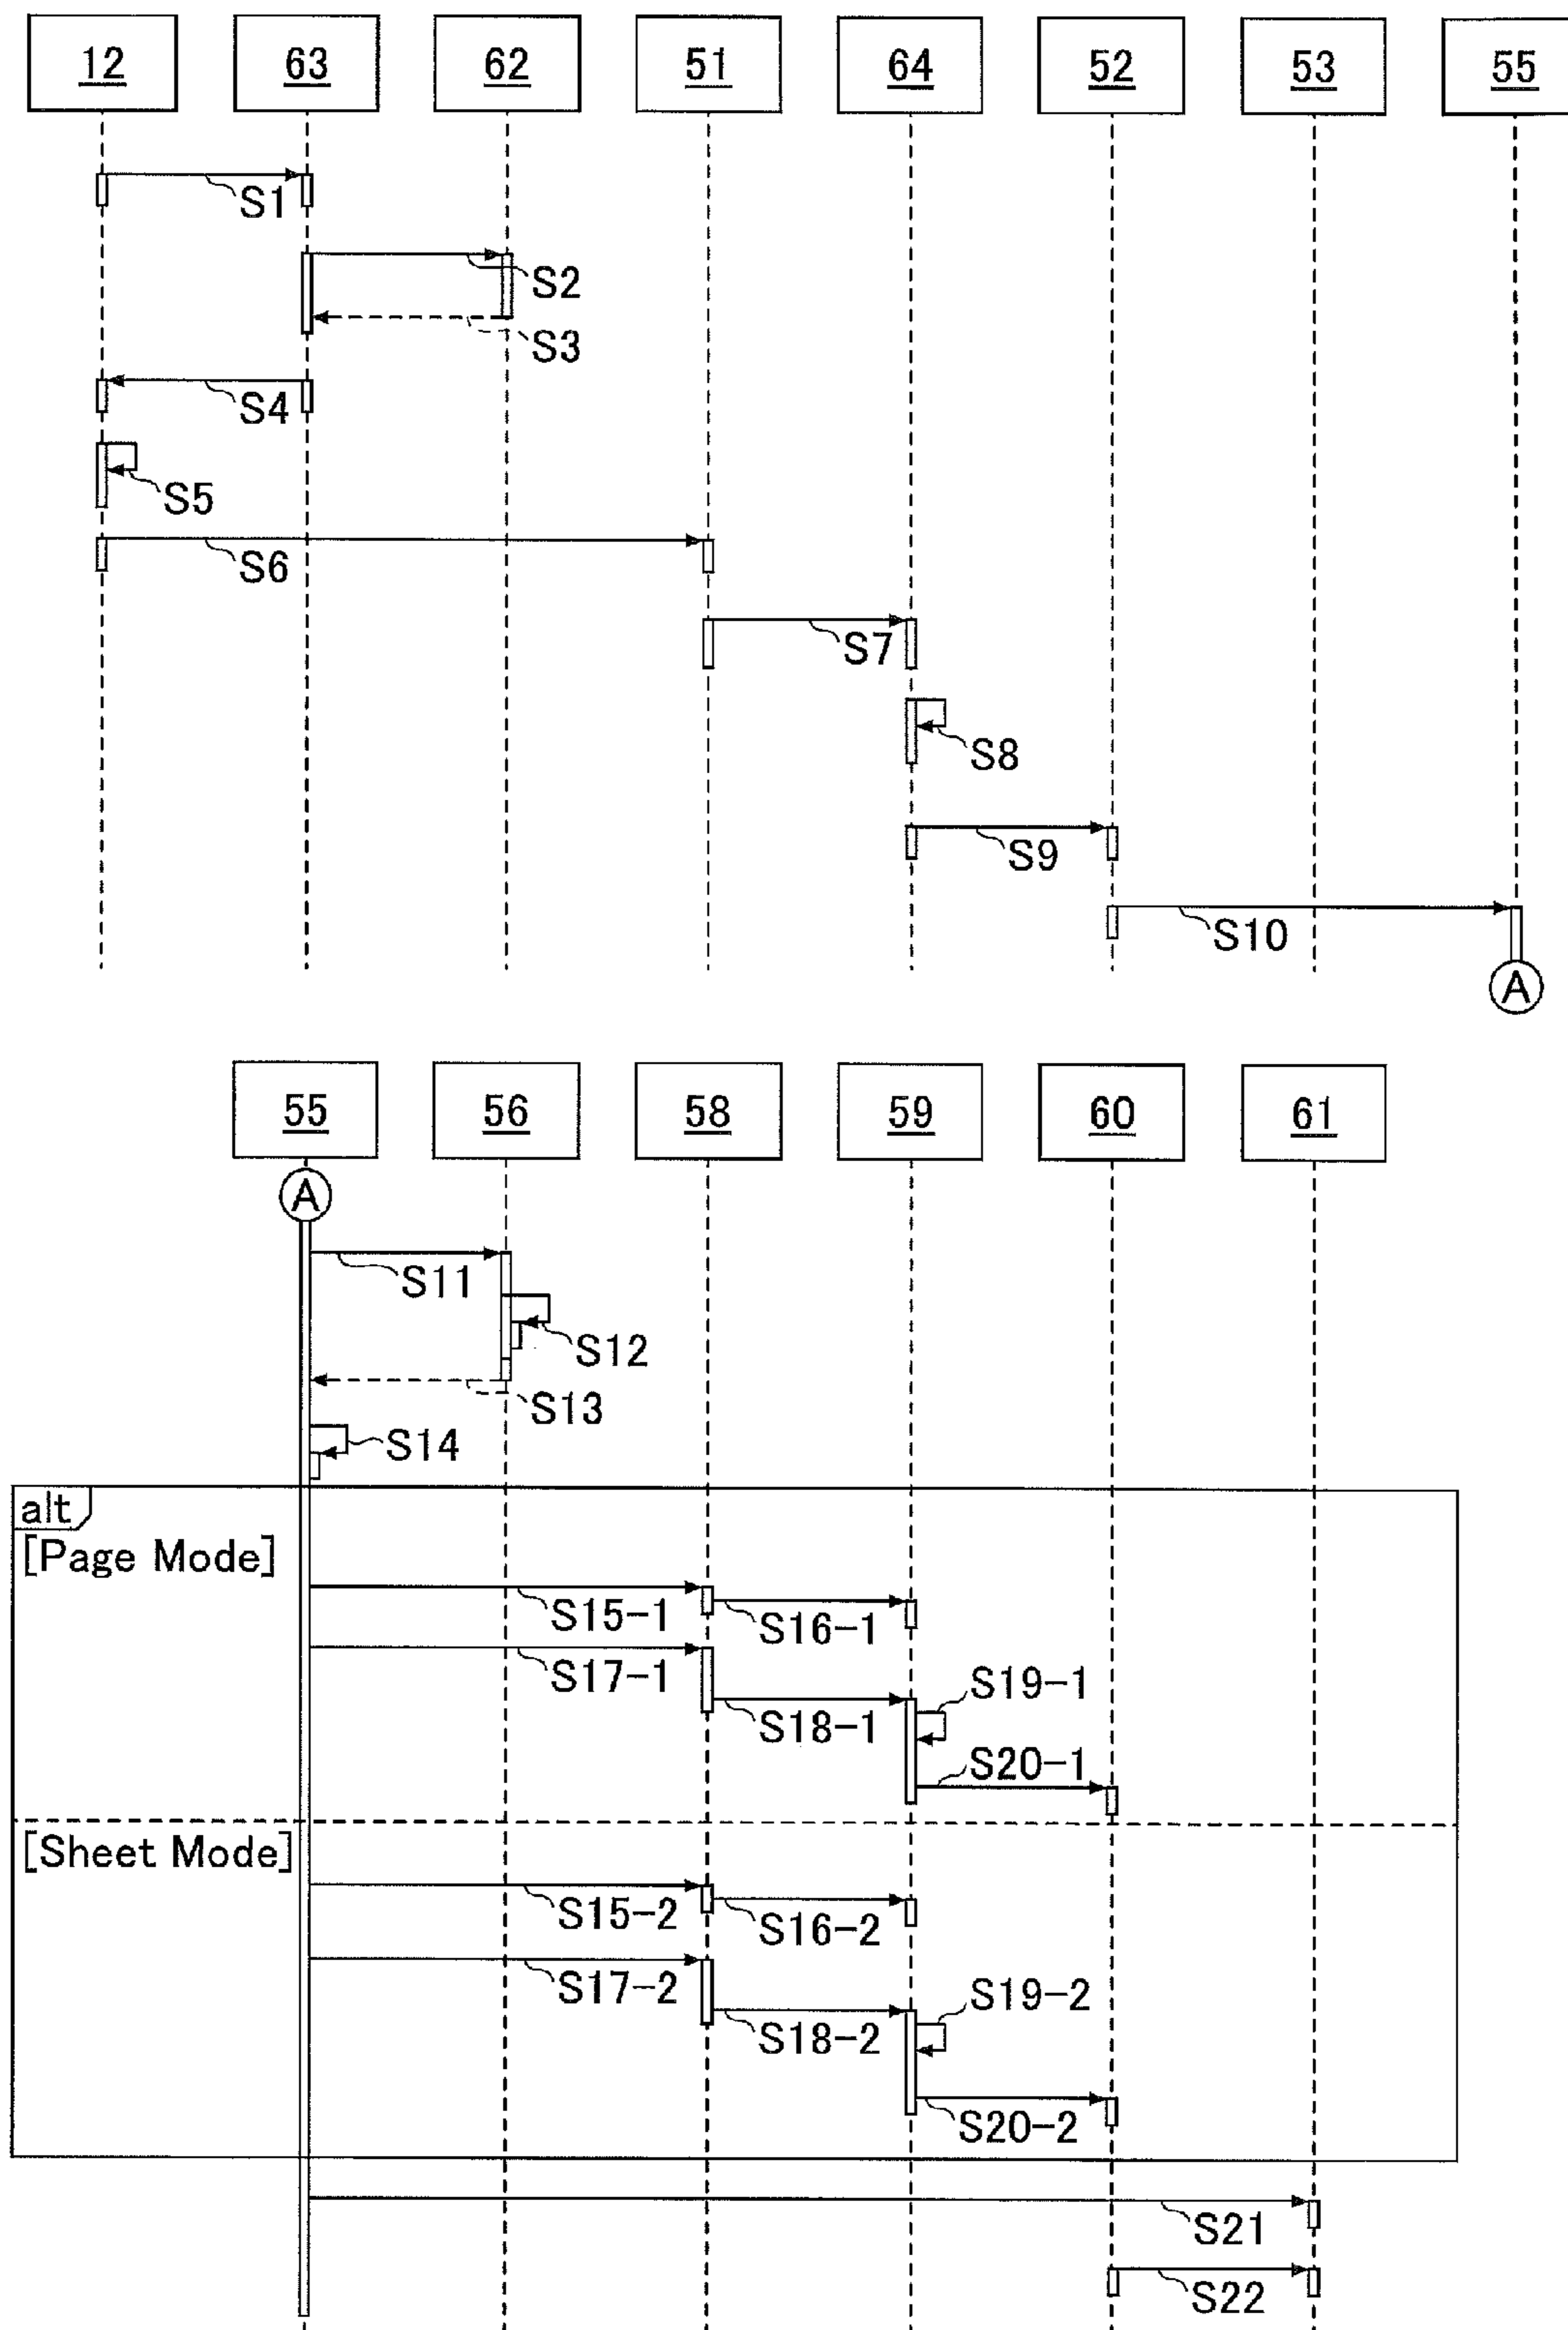 12 63 62 51 64 52 53 55
S1
S2
S3
S4
S5
S6
S7
S8
S9
S10
A
55 56 58 59 60 61
A
S11
S12
S13
S14
alt
[Page Mode]
S15-1
S16-1
S17-1
S19-1
S18-1
S20-1
[Sheet Mode]
S15-2
S16-2
S17-2
S19-2
S18-2
S20-2
S21
S22